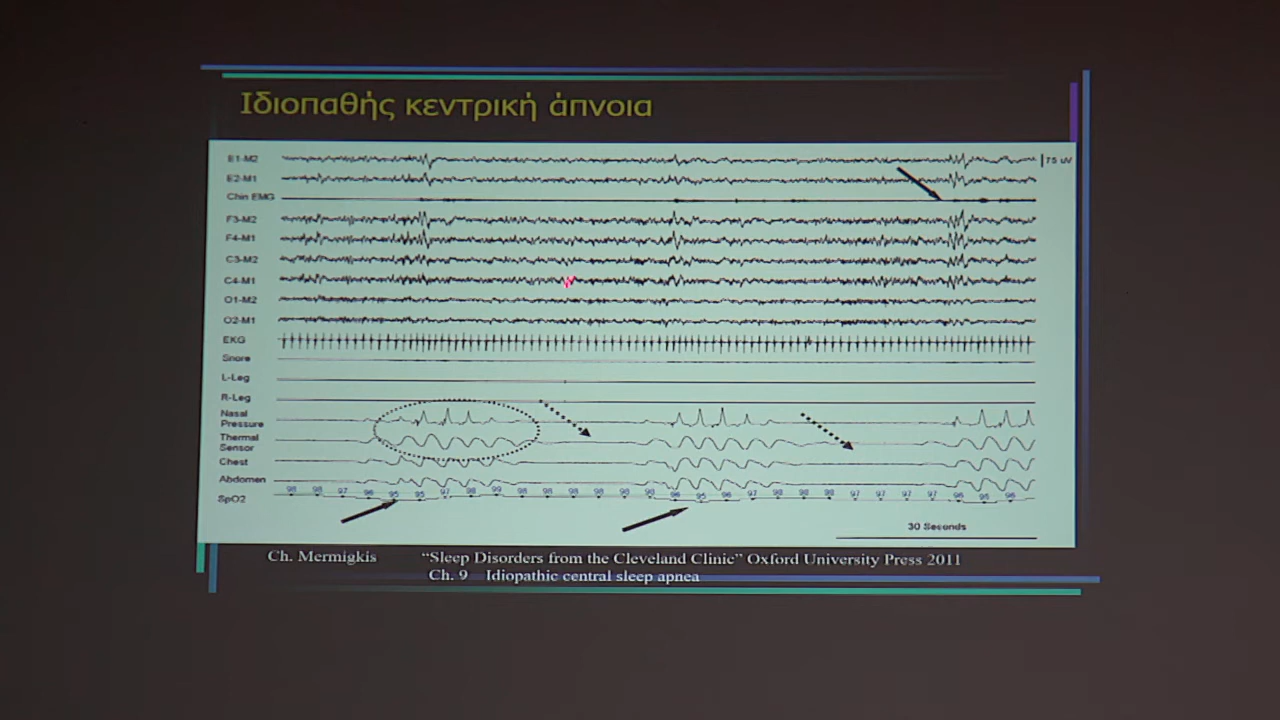 Ιδιοπαθής κεντρική άπνοια
E1-M2
75 uV
E2-M1
Chin EMG
F3-M2
F4-M1
C3-M2
C4-M1
O1-M2
O2-M1
EKG
Snore
L-Leg
R-Leg
Nasal
Pressure
Thermal
Sensor
Chest
Abdomen
SpO2
30 Seconds
Ch. Mermigkis "Sleep Disorders from the Cleveland Clinic" Oxford University Press 2011
Ch. 9 Idiopathic central sleep apnea